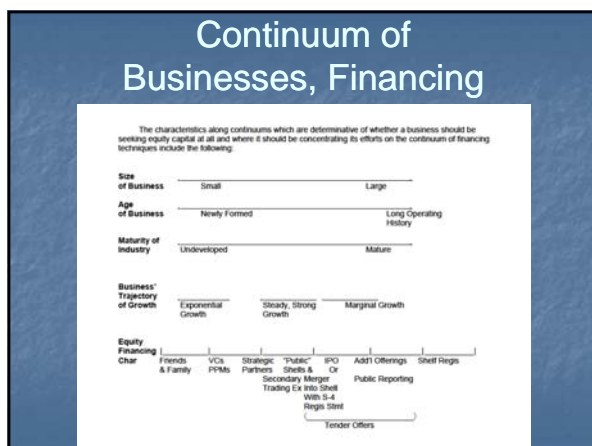 Continuum of
Businesses, Financing
The characteristics along continuums which are determinative of whether a business should be
seeking equity capital at all and where it should be concentrating its efforts on the continuum of financing
techniques include the following:
Size
of Business Small Large
Age
of Business Newly Formed Long Operating
History
Maturity of
Industry Undeveloped Mature
Business'
Trajectory
of Growth Exponential Steady, Strong Marginal Growth
Growth Growth
Equity
Financing
Char Friends VCs Strategic "Public" IPO Add'l Offerings Shelf Regis
& Family PPMs Partners Shells & Or
Secondary Merger Public Reporting
Trading Ex Into Shell
With S-4
Regis Stmt
Tender Offers